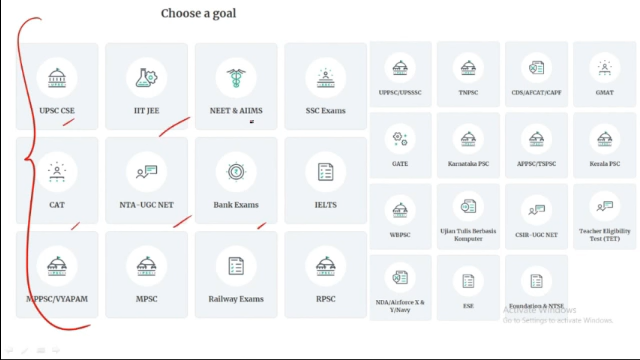 Choose a goal
UPSC CSE
IIT JEE
NEET & AIIMS
SSC Exams
UPPSC/UPSSSC
TNPSC
CDS/AFCAT/CAPF
GMAT
CAT
NTA-UGC NET
Bank Exams
IELTS
GATE
Karnataka PSC
APPSC/TSPSC
Kerala PSC
MPPSC/VYAPAM
MPSC
Railway Exams
RPSC
WBPSC
Ujian Tulis Berbasis
Komputer
CSIR-UGC NET
Teacher Eligibility
Test (TET)
NDA/Airforce X &
Y/Navy
ESE
Foundation & NTSE
Activate Windows
Go to Settings to activate Windows.